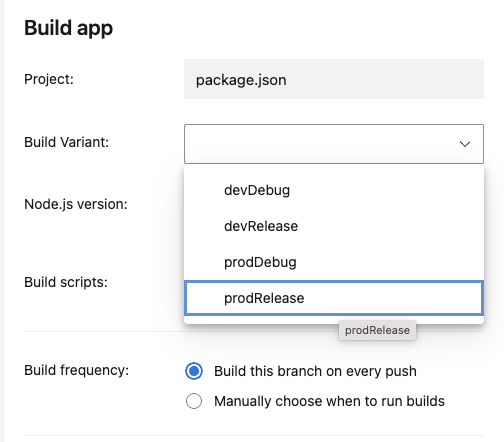 Build app
Project:
package.json
Build Variant:
devDebug
Node.js version:
devRelease
prodDebug
Build scripts:
prodRelease
prodRelease
Build frequency:
Build this branch on every push
Manually choose when to run builds